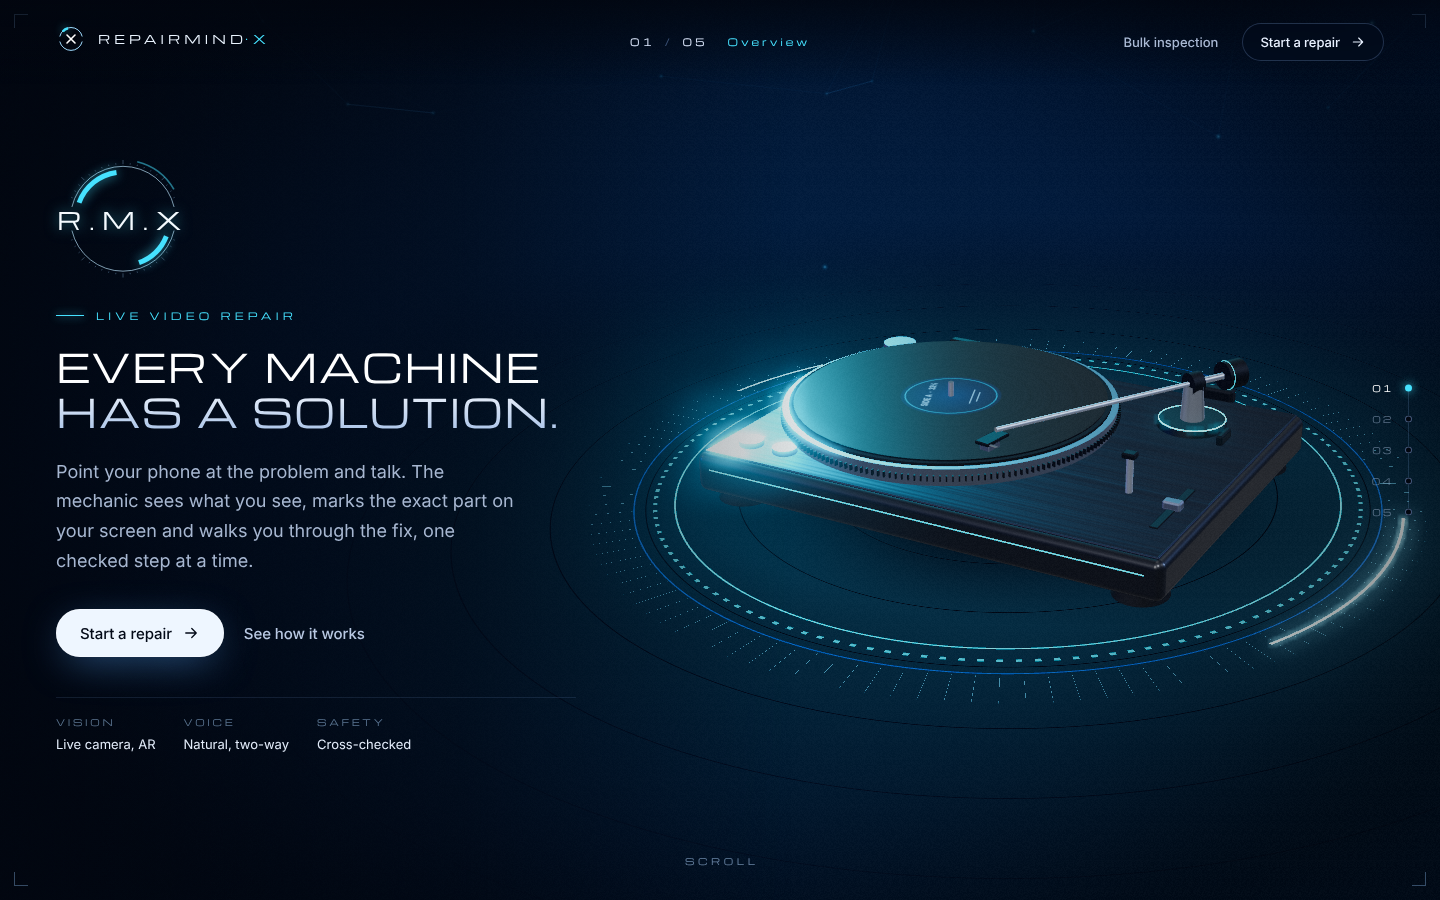 REPAIRMIND·X
01 / 05 Overview
Bulk inspection
Start a repair →
R.M.X
LIVE VIDEO REPAIR
EVERY MACHINE
HAS A SOLUTION.
Point your phone at the problem and talk. The
mechanic sees what you see, marks the exact part on
your screen and walks you through the fix, one
checked step at a time.
Start a repair →
See how it works
VISION
Live camera, AR
VOICE
Natural, two-way
SAFETY
Cross-checked
01
02
03
04
05
SCROLL